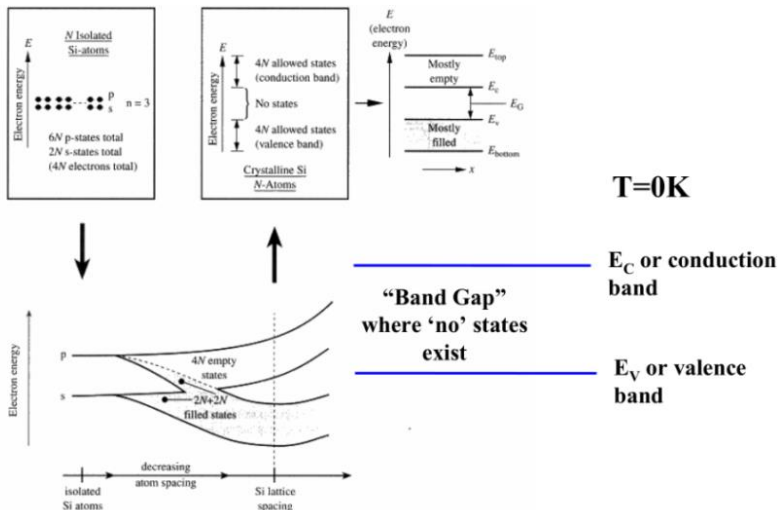 N Isolated
Si-atoms
E
Electron energy
p
s
n = 3
6N p-states total
2N s-states total
(4N electrons total)
E
Electron energy
4N allowed states
(conduction band)
No states
4N allowed states
(valence band)
Crystalline Si
N-Atoms
E
(electron
energy)
Mostly
empty
Mostly
filled
Etop
Ec
EG
Ev
Ebottom
x
T=0K
EC or conduction
band
“Band Gap”
where ‘no’ states
exist
EV or valence
band
Electron energy
p
s
4N empty
states
2N+2N
filled states
decreasing
atom spacing
isolated
Si atoms
Si lattice
spacing